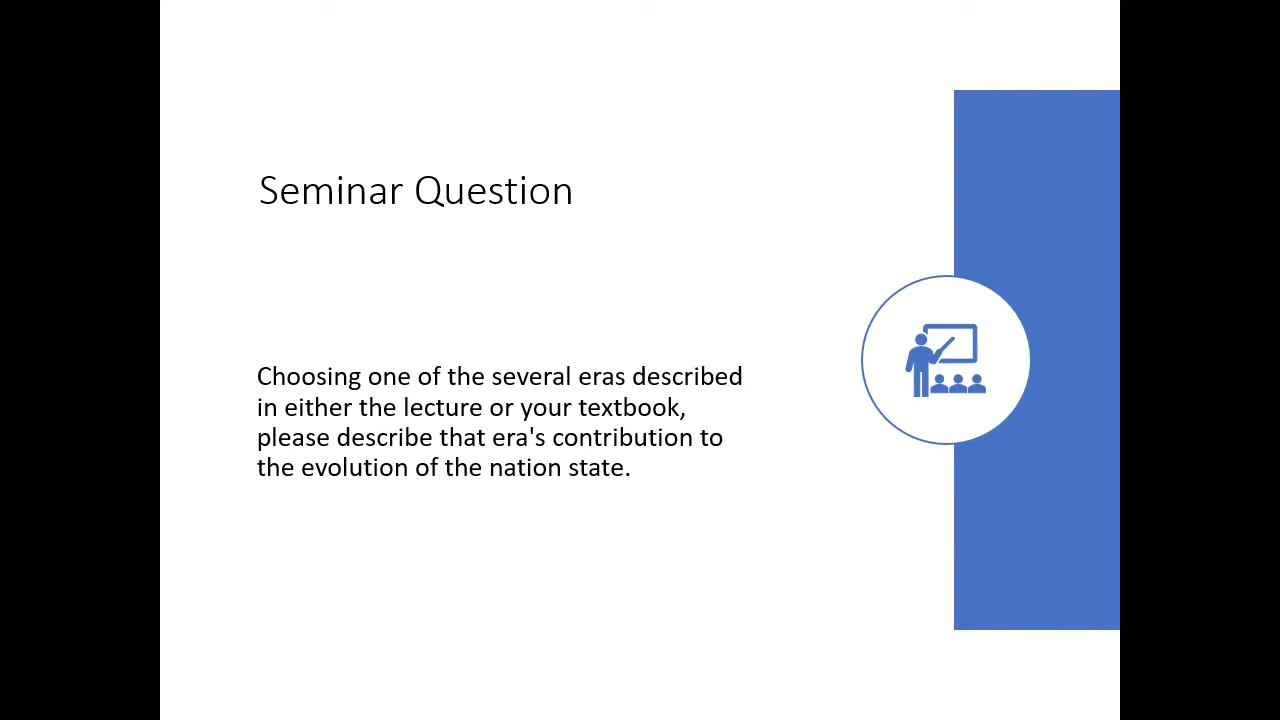 Seminar Question
Choosing one of the several eras described
in either the lecture or your textbook,
please describe that era's contribution to
the evolution of the nation state.